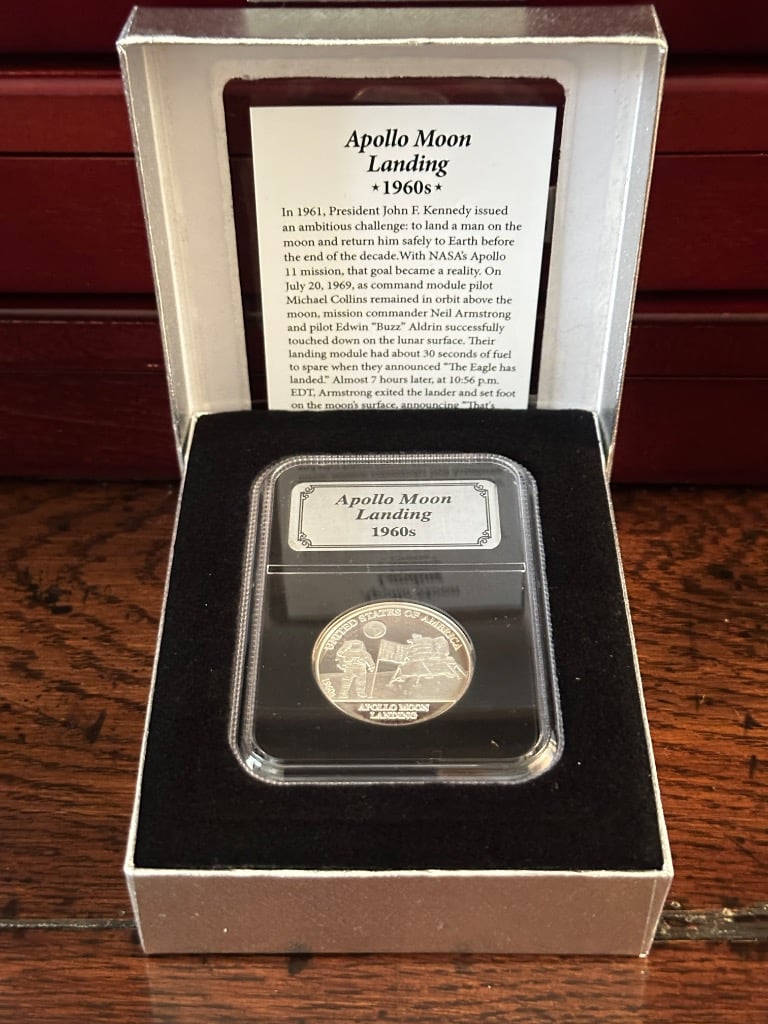 Apollo Moon
Landing
★1960s★
In 1961, President John F. Kennedy issued
an ambitious challenge: to land a man on the
moon and return him safely to Earth before
the end of the decade.With NASA's Apollo
11 mission, that goal became a reality. On
July 20, 1969, as command module pilot
Michael Collins remained in orbit above the
moon, mission commander Neil Armstrong
and pilot Edwin "Buzz" Aldrin successfully
touched down on the lunar surface. Their
landing module had about 30 seconds of fuel
to spare when they announced "The Eagle has
landed." Almost 7 hours later, at 10:56 p.m.
EDT, Armstrong exited the lander and set foot
on the moon's surface, announcing "That's
Apollo Moon
Landing
1960s
UNITED STATES OF AMERICA
APOLLO MOON
LANDING